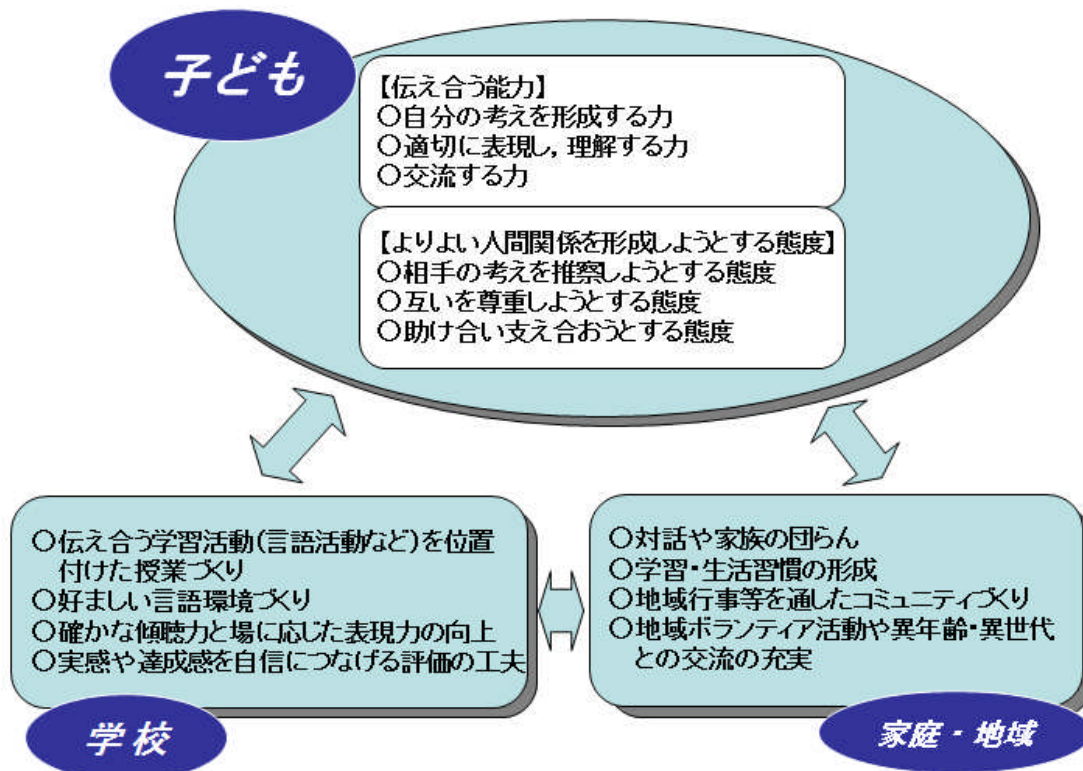 子ども
【伝え合う能力】
○自分の考えを形成する力
○適切に表現し，理解する力
○交流する力
【よりよい人間関係を形成しようとする態度】
○相手の考えを推察しようとする態度
○互いを尊重しようとする態度
○助け合い支え合おうとする態度
○伝え合う学習活動(言語活動など)を位置
付けた授業づくり
○好ましい言語環境づくり
○確かな傾聴力と場に応じた表現力の向上
○実感や達成感を自信につなげる評価の工夫
学校
○対話や家族の団らん
○学習・生活習慣の形成
○地域行事等を通したコミュニティづくり
○地域ボランティア活動や異年齢・異世代
との交流の充実
家庭・地域